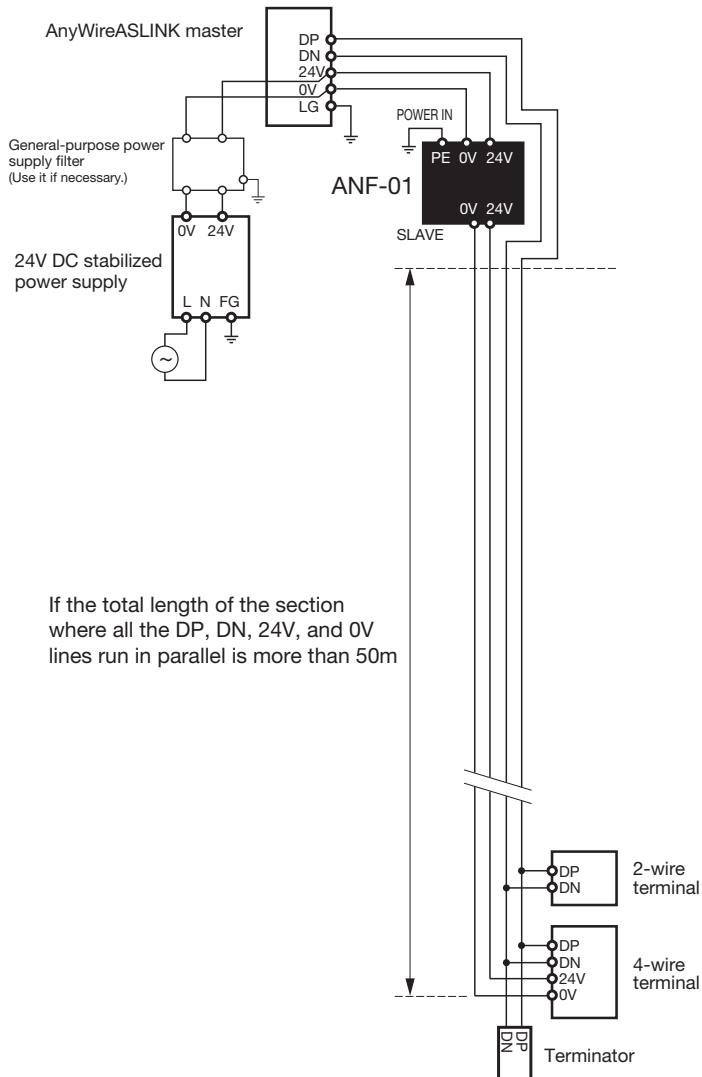 AnyWireASLINK master
DP
DN
24V
0V
LG
General-purpose power
supply filter
(Use it if necessary.)
POWER IN
PE 0V 24V
ANF-01
0V 24V
SLAVE
0V 24V
24V DC stabilized
power supply
L N FG
~
If the total length of the section
where all the DP, DN, 24V, and 0V
lines run in parallel is more than 50m
DP
DN
2-wire
terminal
DP
DN
24V
0V
4-wire
terminal
DN
DP
Terminator